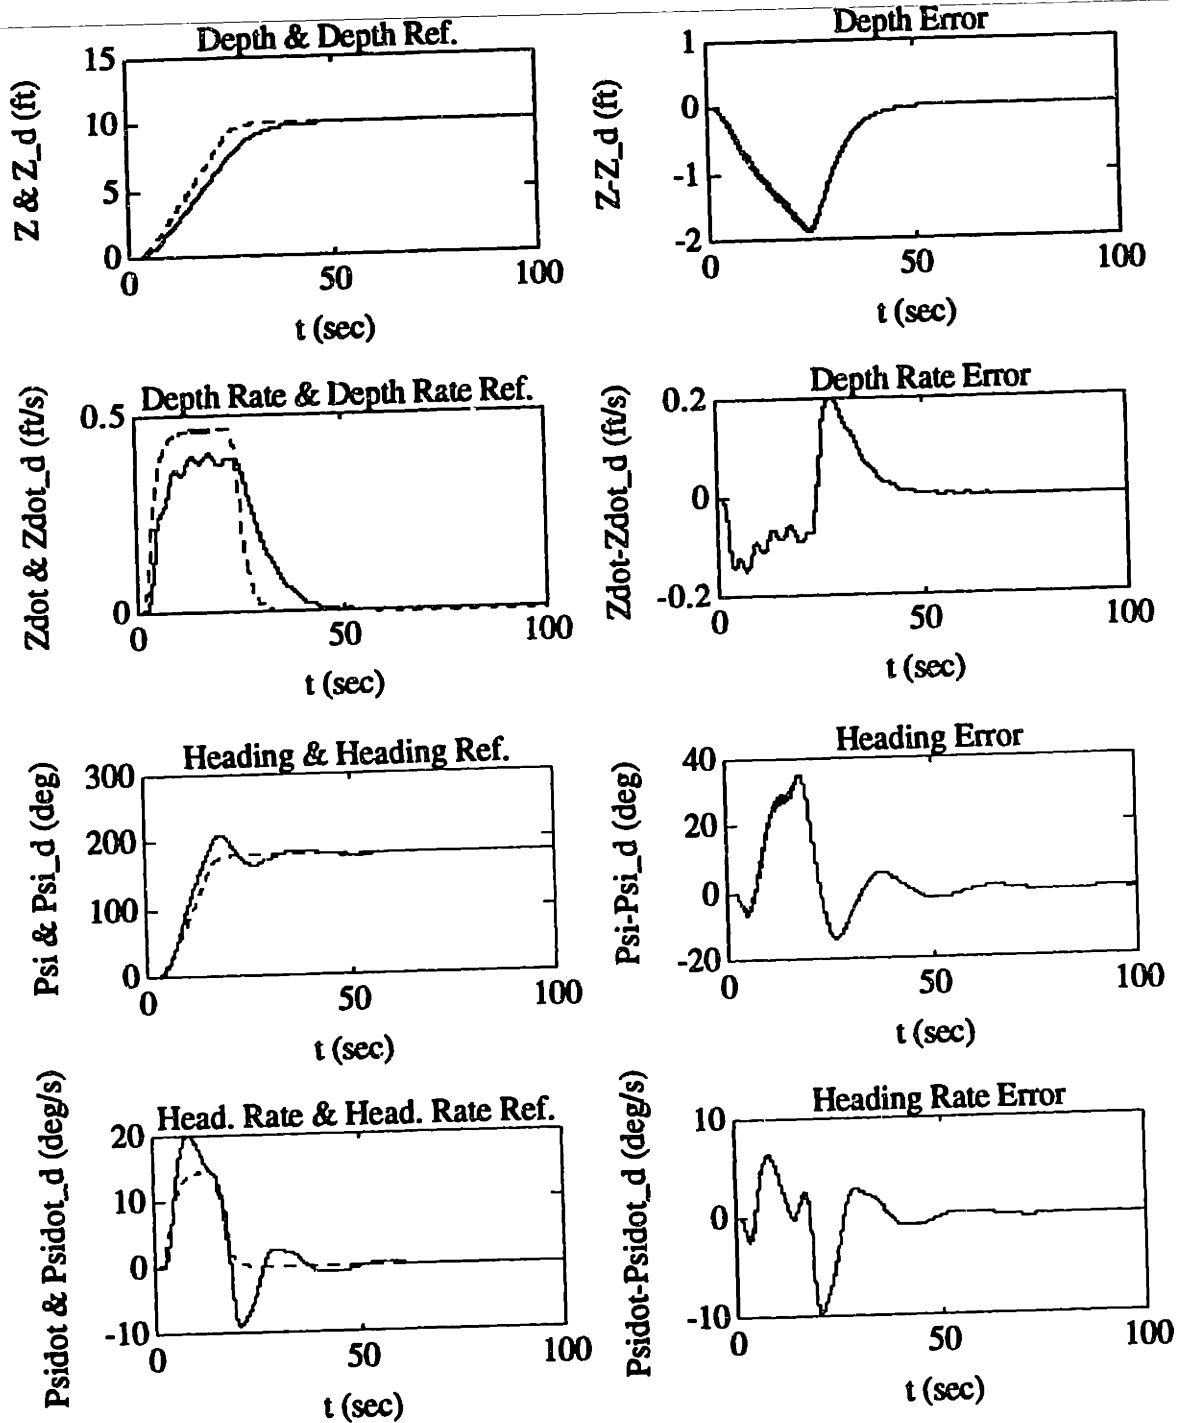 Depth & Depth Ref.
Z & Z_d (ft)
15
10
5
0
0
50
100
t (sec)
Depth Error
Z-Z_d (ft)
1
0
-1
-2
0
50
100
t (sec)
Depth Rate & Depth Rate Ref.
Zdot & Zdot_d (ft/s)
0.5
0
0
50
100
t (sec)
Depth Rate Error
Zdot-Zdot_d (ft/s)
0.2
0
-0.2
0
50
100
t (sec)
Heading & Heading Ref.
Psi & Psi_d (deg)
300
200
100
0
0
50
100
t (sec)
Heading Error
Psi-Psi_d (deg)
40
20
0
-20
0
50
100
t (sec)
Head. Rate & Head. Rate Ref.
Psidot & Psidot_d (deg/s)
20
10
0
-10
0
50
100
t (sec)
Heading Rate Error
Psidot-Psidot_d (deg/s)
10
0
-10
0
50
100
t (sec)